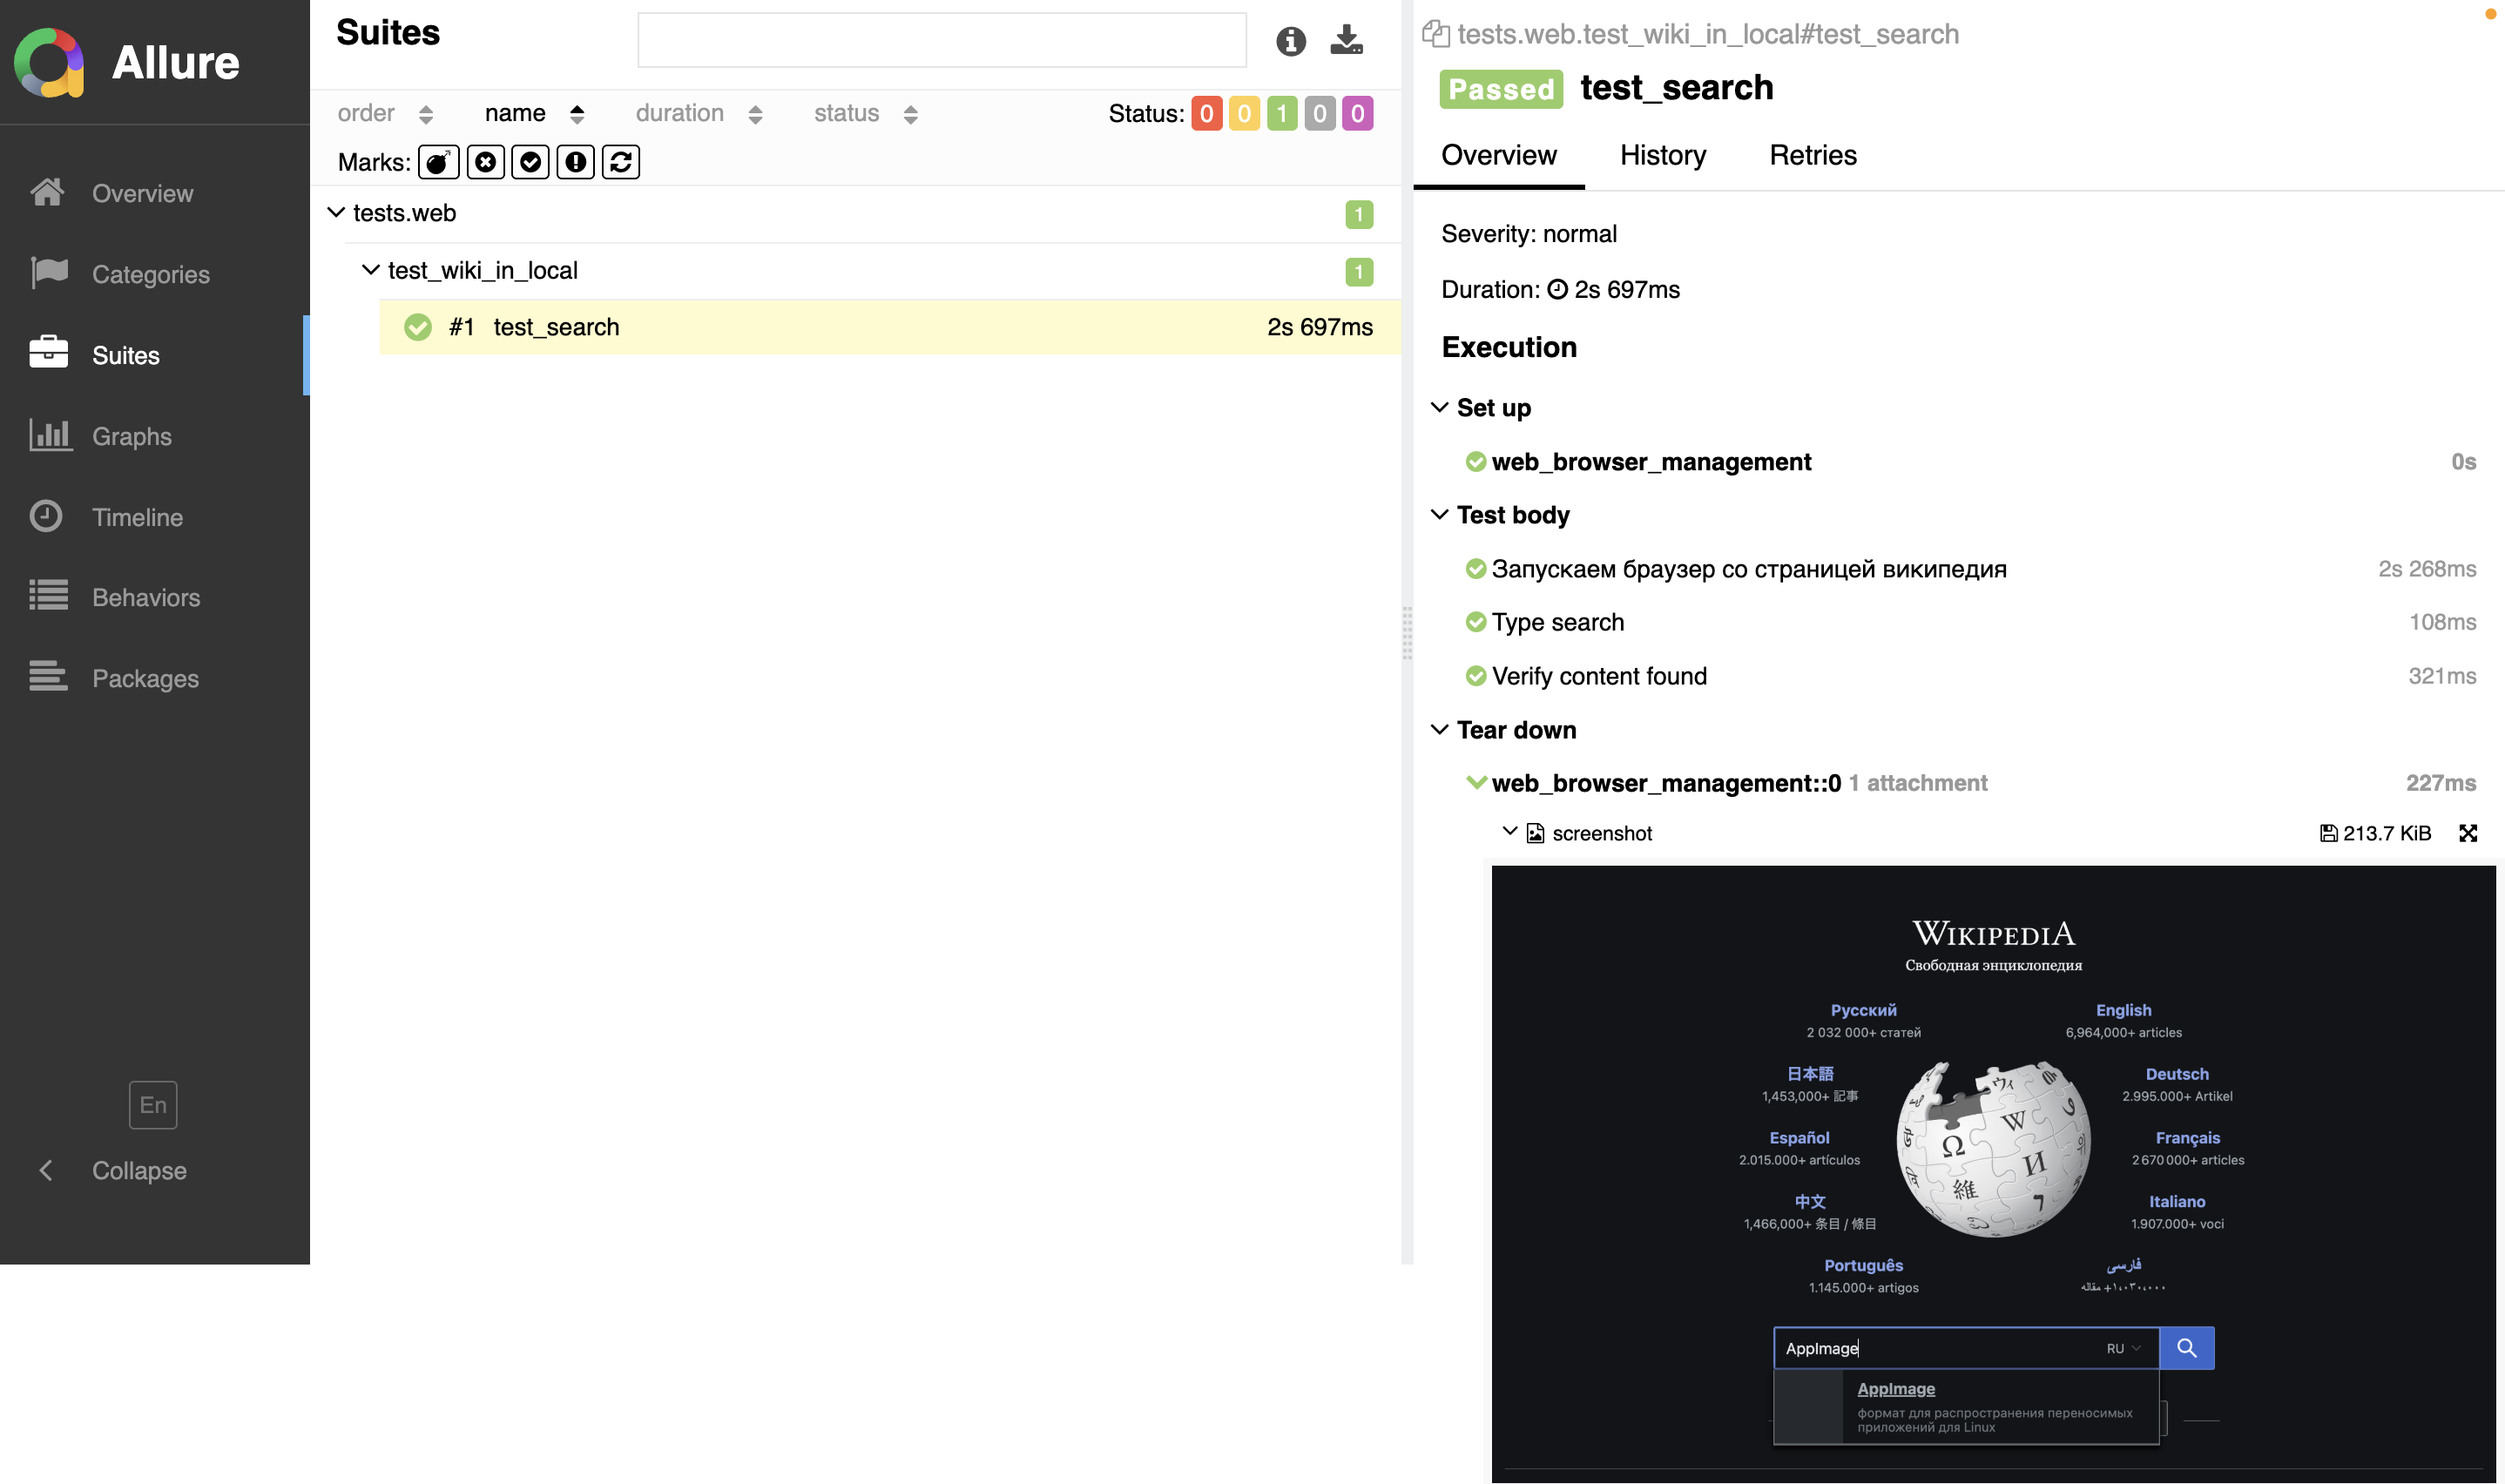 Allure
Overview
Categories
Suites
Graphs
Timeline
Behaviors
Packages
En
Collapse
Suites
order name duration status Status: 0 0 1 0 0
Marks:
tests.web 1
test_wiki_in_local 1
#1 test_search 2s 697ms
tests.web.test_wiki_in_local#test_search
Passed test_search
Overview History Retries
Severity: normal
Duration: 2s 697ms
Execution
Set up
web_browser_management 0s
Test body
Запускаем браузер со страницей википедия 2s 268ms
Type search 108ms
Verify content found 321ms
Tear down
web_browser_management::0 1 attachment 227ms
screenshot 213.7 KiB
WIKIPEDIA
Свободная энциклопедия
Русский English
2 032 000+ статей 6,964,000+ articles
日本語 Deutsch
1,453,000+ 記事 2.995.000+ Artikel
Español Français
2.015.000+ artículos 2 670 000+ articles
中文 Italiano
1,466,000+ 条目 / 條目 1.907.000+ voci
Português فارسی
1.145.000+ artigos ۱٬۰۳۰٬۰۰۰+ مقاله
Ω W И 維 ウィ
AppImage RU
AppImage
формат для распространения переносимых
приложений для Linux